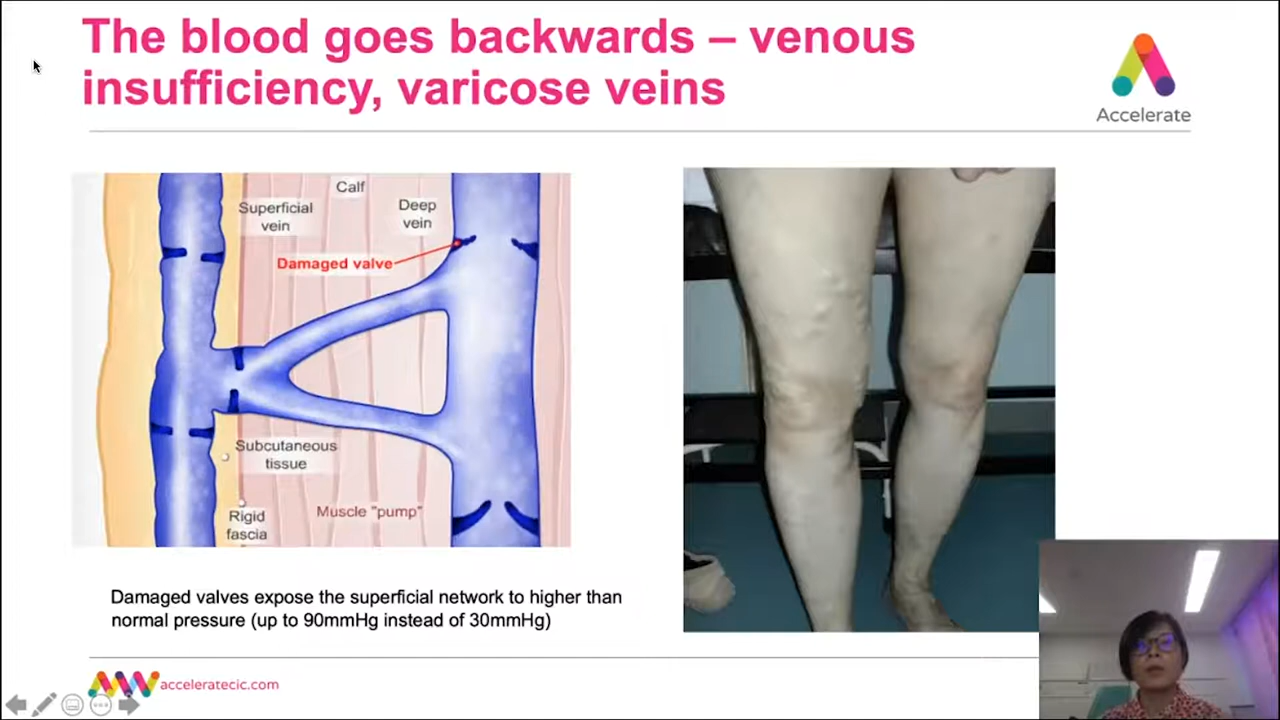 The blood goes backwards – venous
insufficiency, varicose veins
Accelerate
Calf
Superficial
vein
Deep
vein
Damaged valve
Subcutaneous
tissue
Rigid
fascia
Muscle "pump"
Damaged valves expose the superficial network to higher than
normal pressure (up to 90mmHg instead of 30mmHg)
acceleratecic.com